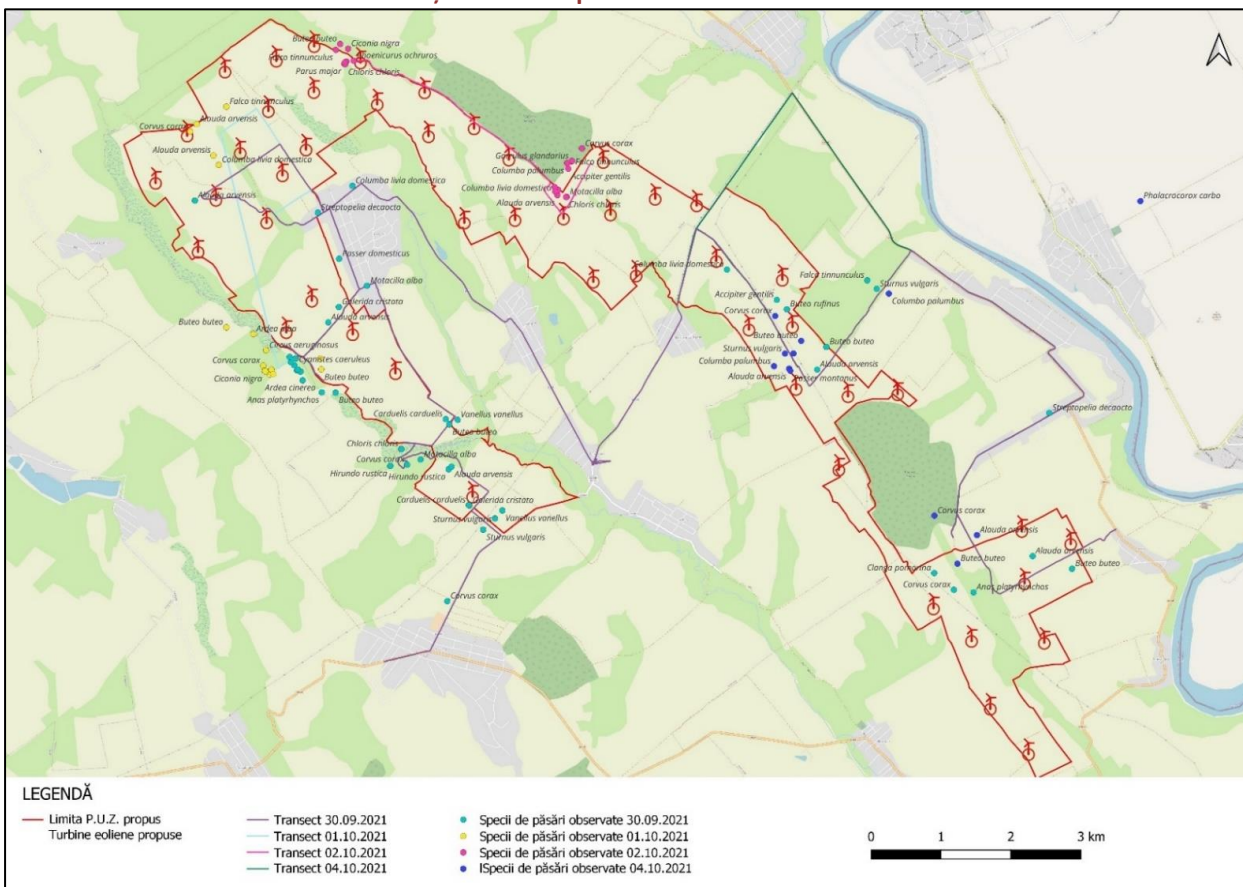 Buteo buteo
Ciconia nigra
Phoenicurus ochruros
Falco tinnunculus
Parus major
Chloris chloris
Falco tinnunculus
Corvus corax
Alauda arvensis
Alauda arvensis
Columba livia domestica
Alauda arvensis
Corvus corax
Garrulus glandarius
Falco tinnunculus
Columba palumbus
Accipiter gentilis
Columba livia domestica
Motacilla alba
Alauda arvensis
Chloris chloris
Columba livia domestica
Streptopelia decaocto
Phalacrocorax carbo
Passer domesticus
Motacilla alba
Galerida cristata
Alauda arvensis
Columba livia domestica
Falco tinnunculus
Sturnus vulgaris
Columba palumbus
Accipiter gentilis
Buteo rufinus
Corvus corax
Buteo buteo
Ardea alba
Circus aeruginosus
Corvus corax
Cyanistes caeruleus
Ciconia nigra
Buteo buteo
Ardea cinerea
Anas platyrhynchos
Buteo buteo
Buteo buteo
Buteo buteo
Sturnus vulgaris
Columba palumbus
Alauda arvensis
Alauda arvensis
Passer montanus
Streptopelia decaocto
Carduelis carduelis
Vanellus vanellus
Buteo buteo
Chloris chloris
Corvus corax
Motacilla alba
Hirundo rustica
Hirundo rustica
Alauda arvensis
Carduelis carduelis
Galerida cristata
Sturnus vulgaris
Vanellus vanellus
Sturnus vulgaris
Corvus corax
Corvus corax
Alauda arvensis
Buteo buteo
Alauda arvensis
Clanga pomarina
Buteo buteo
Corvus corax
Anas platyrhynchos
LEGENDĂ
Limita P.U.Z. propus
Turbine eoliene propuse
Transect 30.09.2021
Transect 01.10.2021
Transect 02.10.2021
Transect 04.10.2021
Specii de păsări observate 30.09.2021
Specii de păsări observate 01.10.2021
Specii de păsări observate 02.10.2021
lSpecii de păsări observate 04.10.2021
0 1 2 3 km